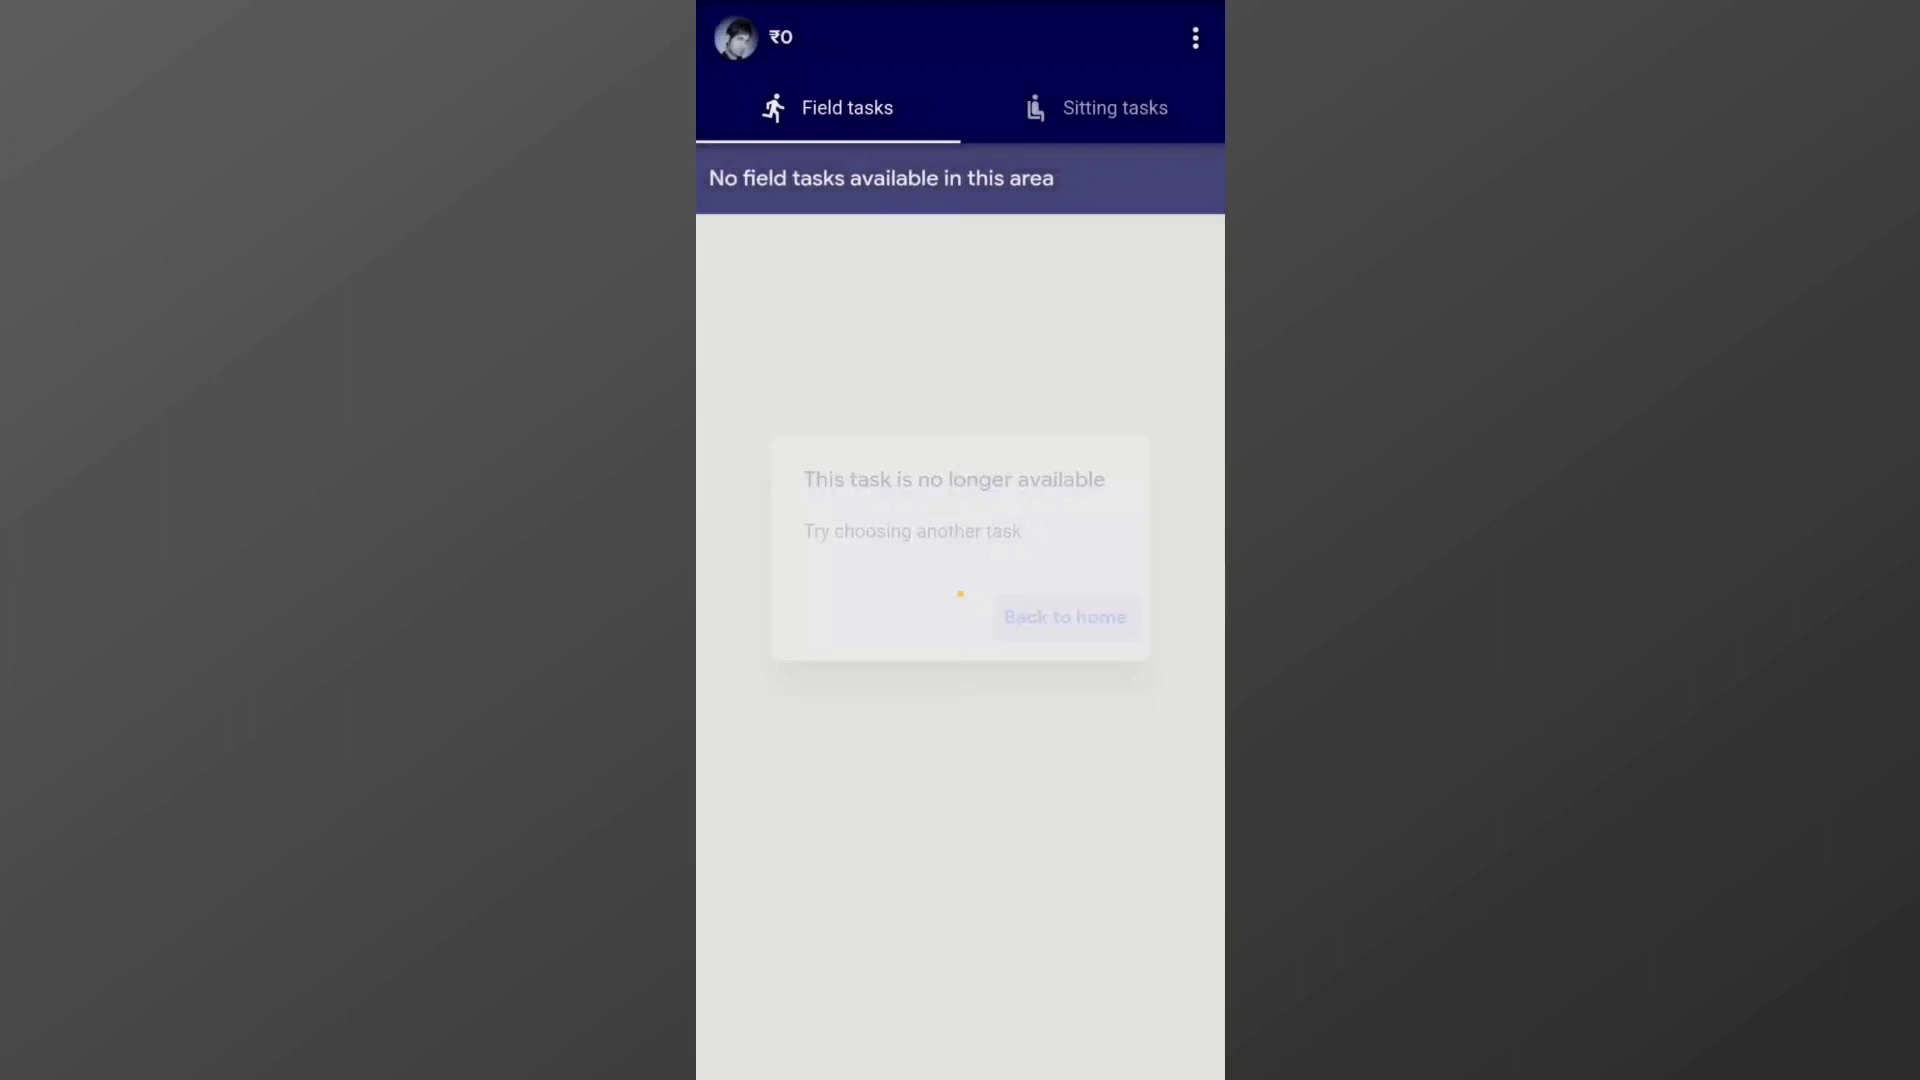 ₹0
Field tasks
Sitting tasks
No field tasks available in this area
This task is no longer available
Try choosing another task
Back to home